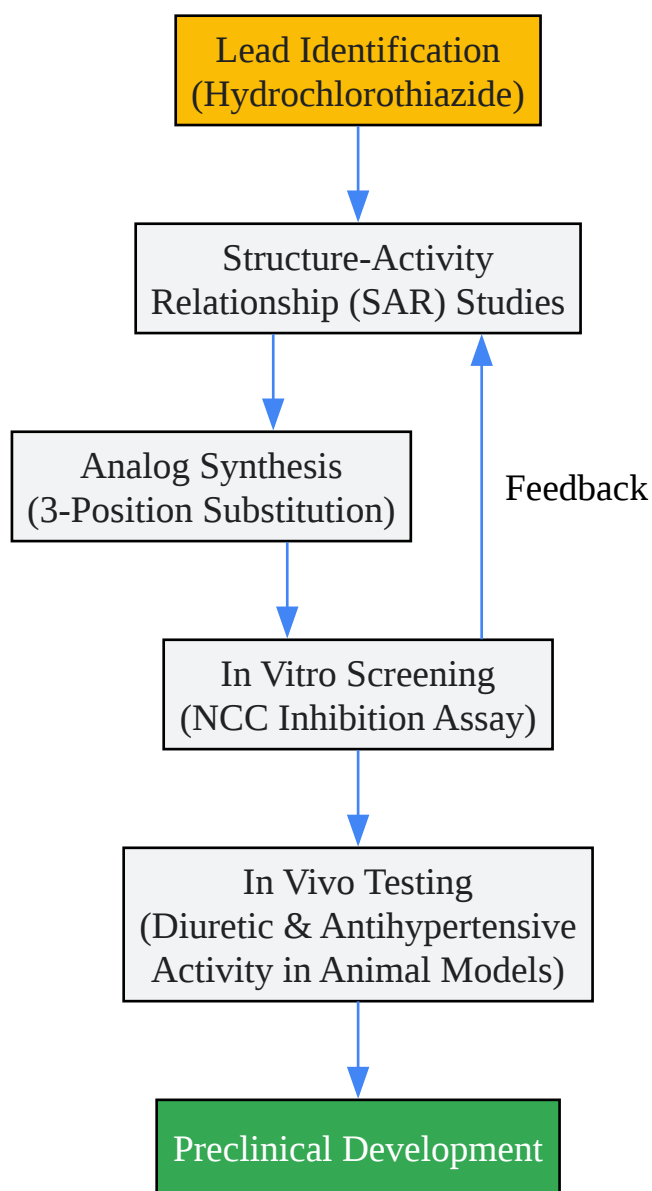 Lead Identification
(Hydrochlorothiazide)
Structure-Activity
Relationship (SAR) Studies
Analog Synthesis
(3-Position Substitution)
Feedback
In Vitro Screening
(NCC Inhibition Assay)
In Vivo Testing
(Diuretic & Antihypertensive
Activity in Animal Models)
Preclinical Development